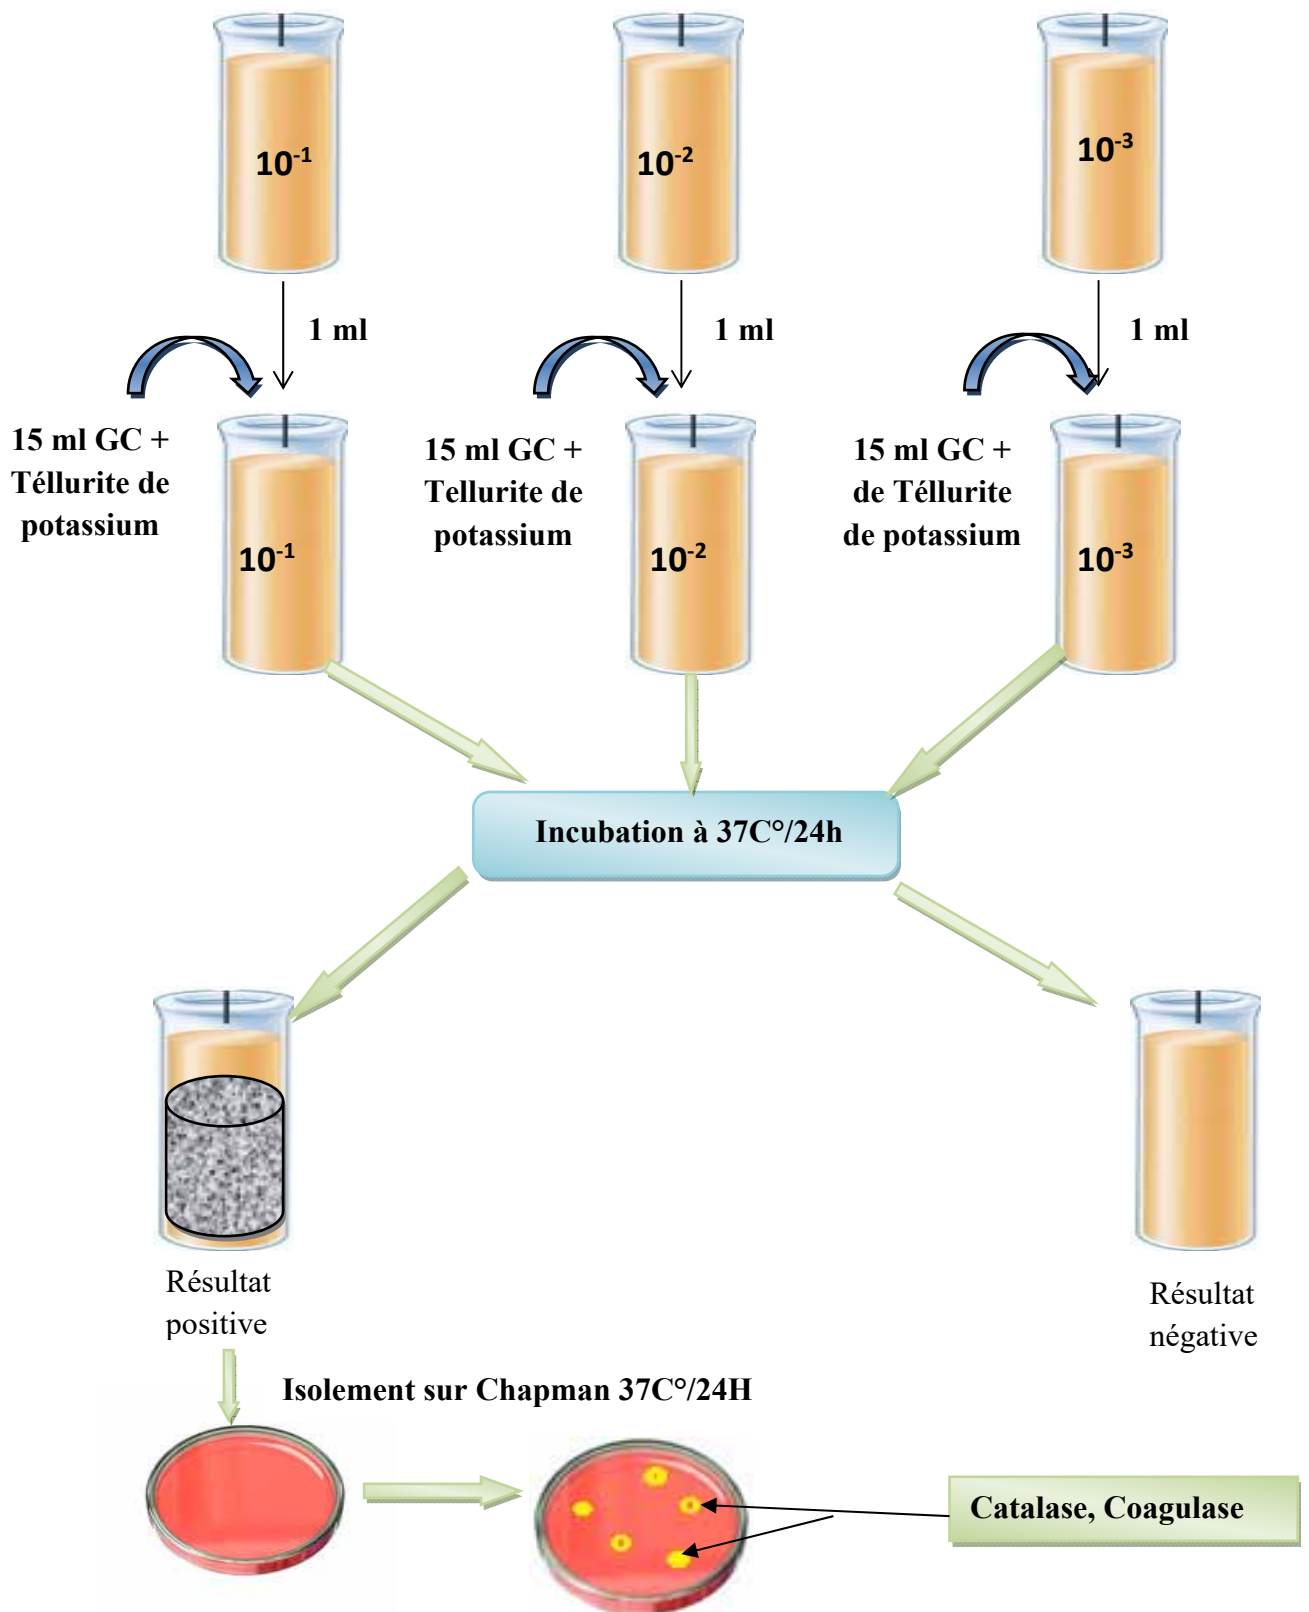 10⁻¹
10⁻²
10⁻³
1 ml
1 ml
1 ml
15 ml GC +
Téllurite de
potassium
15 ml GC +
Tellurite de
potassium
15 ml GC +
de Téllurite
de potassium
10⁻¹
10⁻²
10⁻³
Incubation à 37C°/24h
Résultat
positive
Résultat
négative
Isolement sur Chapman 37C°/24H
Catalase, Coagulase